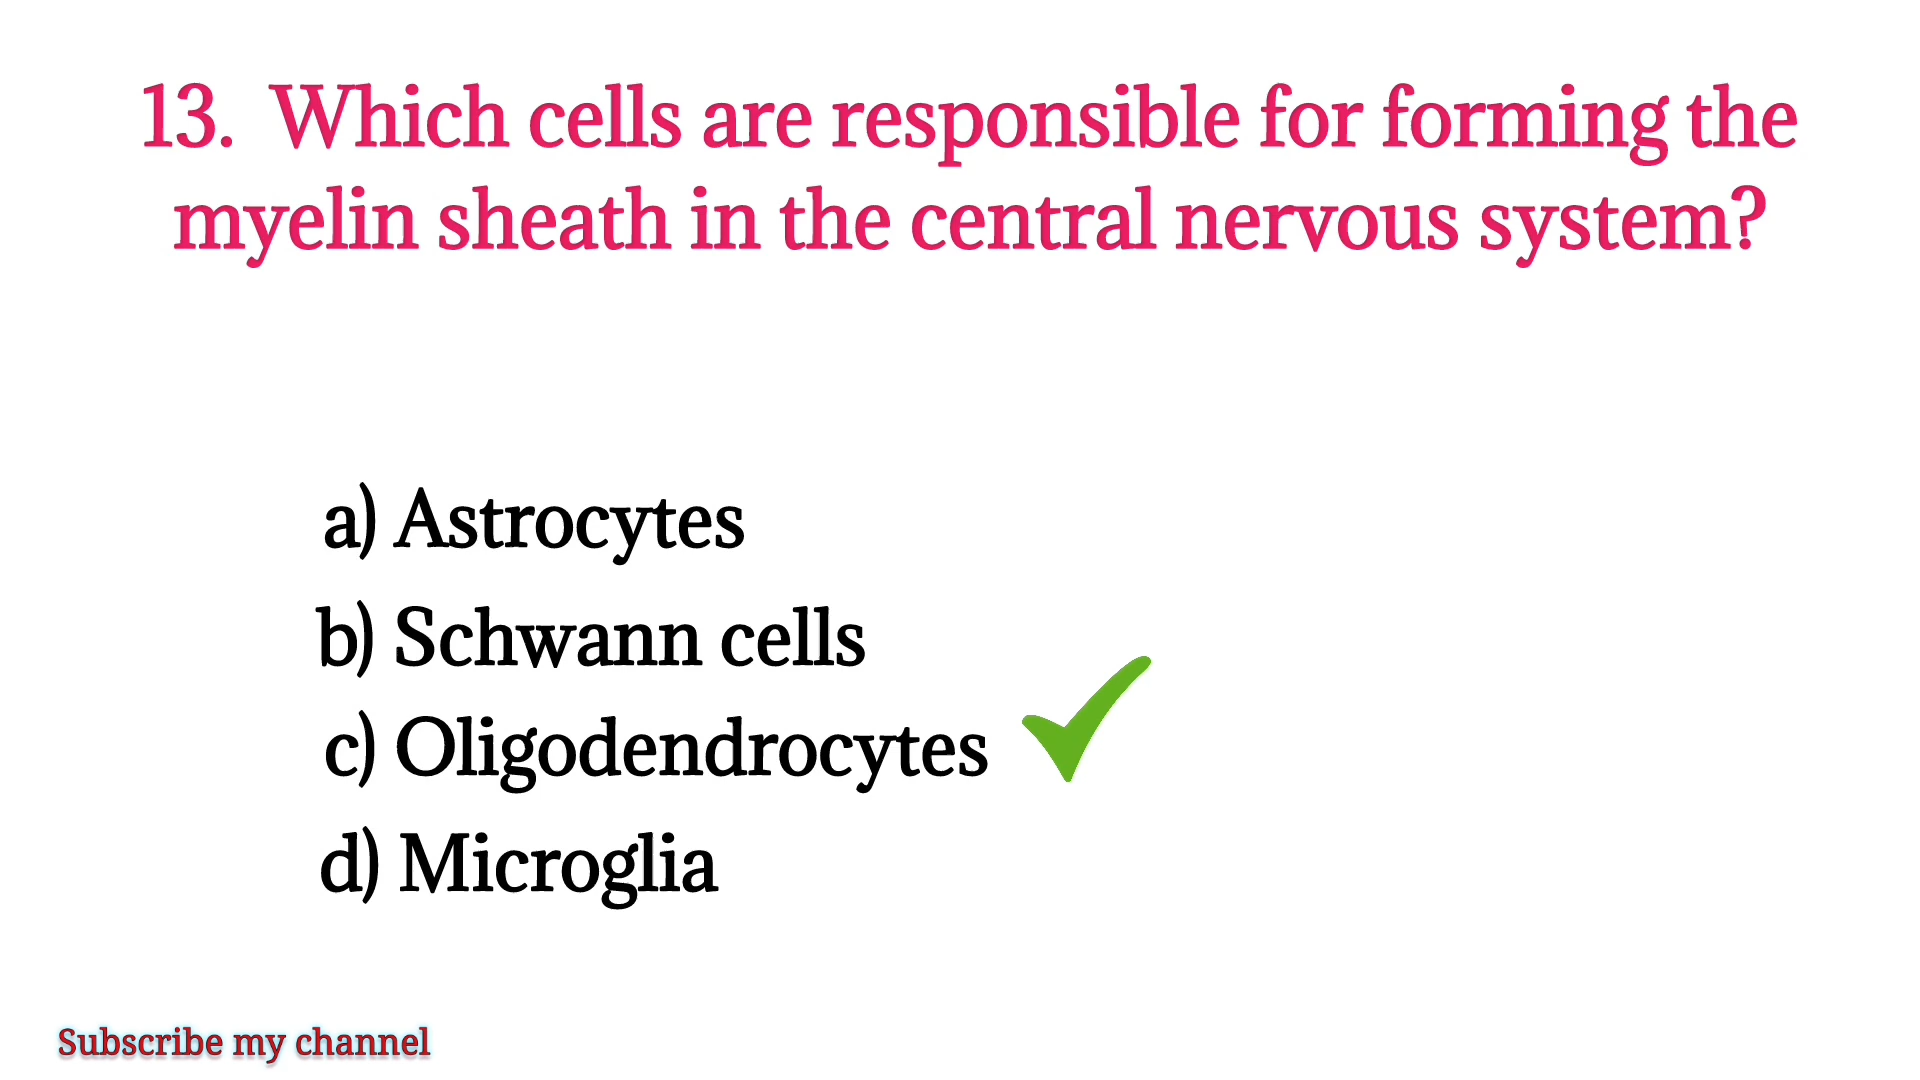 13. Which cells are responsible for forming the
myelin sheath in the central nervous system?
a) Astrocytes
b) Schwann cells
c) Oligodendrocytes
d) Microglia
Subscribe my channel